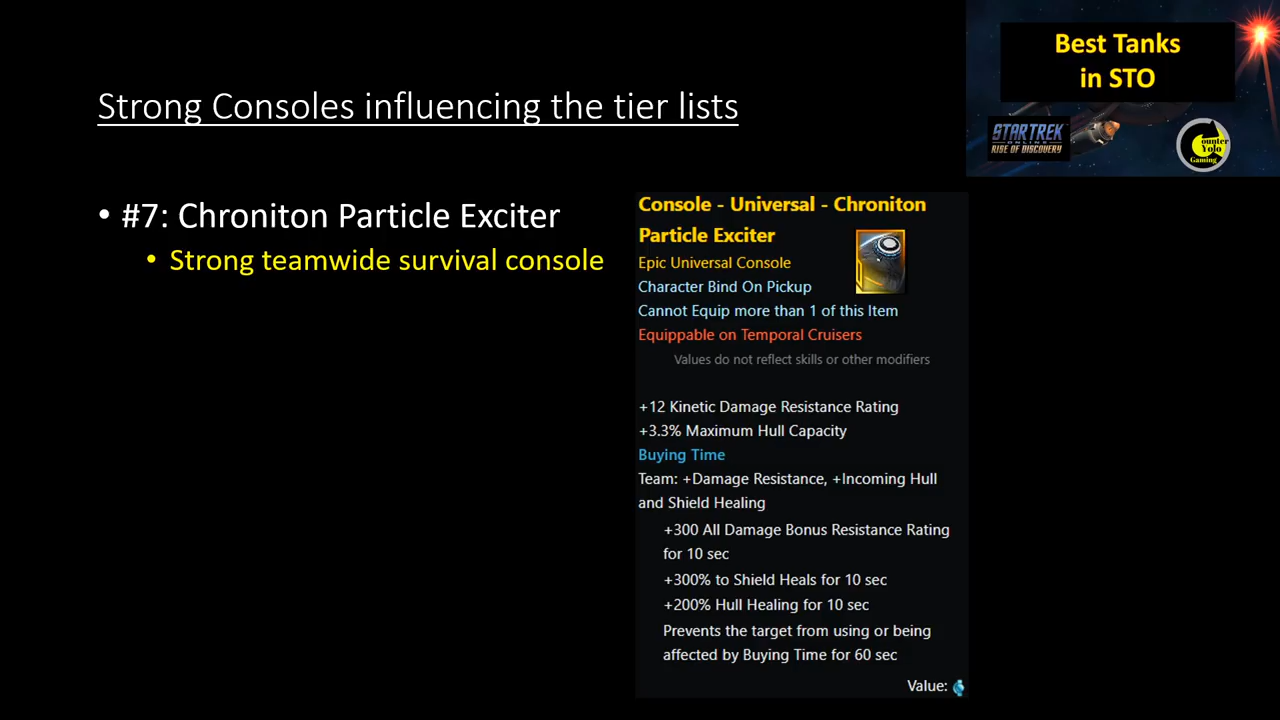 Best Tanks
in STO
STAR TREK
ONLINE
RISE OF DISCOVERY
Counter
Yolo
Gaming
Strong Consoles influencing the tier lists
• #7: Chroniton Particle Exciter
• Strong teamwide survival console
Console - Universal - Chroniton
Particle Exciter
Epic Universal Console
Character Bind On Pickup
Cannot Equip more than 1 of this Item
Equippable on Temporal Cruisers
Values do not reflect skills or other modifiers
+12 Kinetic Damage Resistance Rating
+3.3% Maximum Hull Capacity
Buying Time
Team: +Damage Resistance, +Incoming Hull
and Shield Healing
+300 All Damage Bonus Resistance Rating
for 10 sec
+300% to Shield Heals for 10 sec
+200% Hull Healing for 10 sec
Prevents the target from using or being
affected by Buying Time for 60 sec
Value: